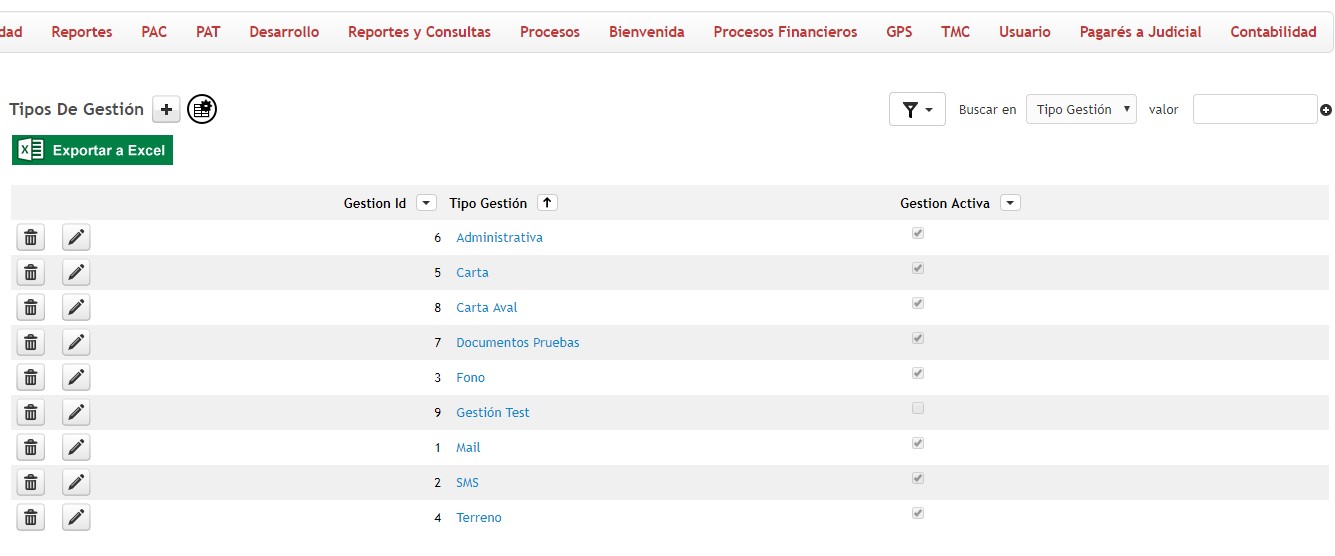 dad Reportes PAC PAT Desarrollo Reportes y Consultas Procesos Bienvenida Procesos Financieros GPS TMC Usuario Pagarés a Judicial Contabilidad
Tipos De Gestión Buscar en Tipo Gestión valor
Exportar a Excel
Gestion Id Tipo Gestión Gestion Activa
6 Administrativa
5 Carta
8 Carta Aval
7 Documentos Pruebas
3 Fono
9 Gestión Test
1 Mail
2 SMS
4 Terreno